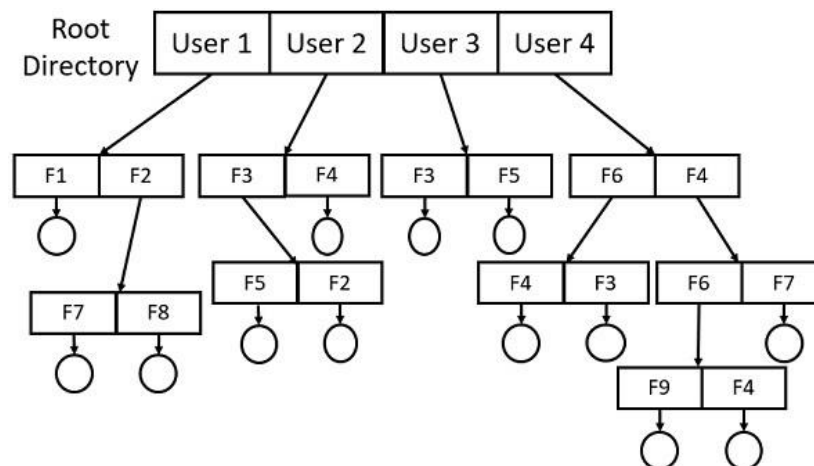 Root
Directory
User 1 User 2 User 3 User 4
F1 F2 F3 F4 F3 F5 F6 F4
F5 F2 F4 F3 F6 F7
F7 F8
F9 F4